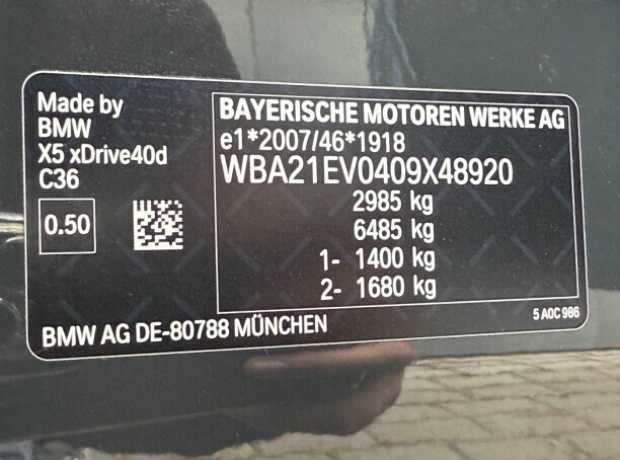 Made by
BMW
X5 xDrive40d
C36
0.50
BAYERISCHE MOTOREN WERKE AG
e1*2007/46*1918
WBA21EV0409X48920
2985 kg
6485 kg
1- 1400 kg
2- 1680 kg
BMW AG DE-80788 MÜNCHEN
5 A0C 986